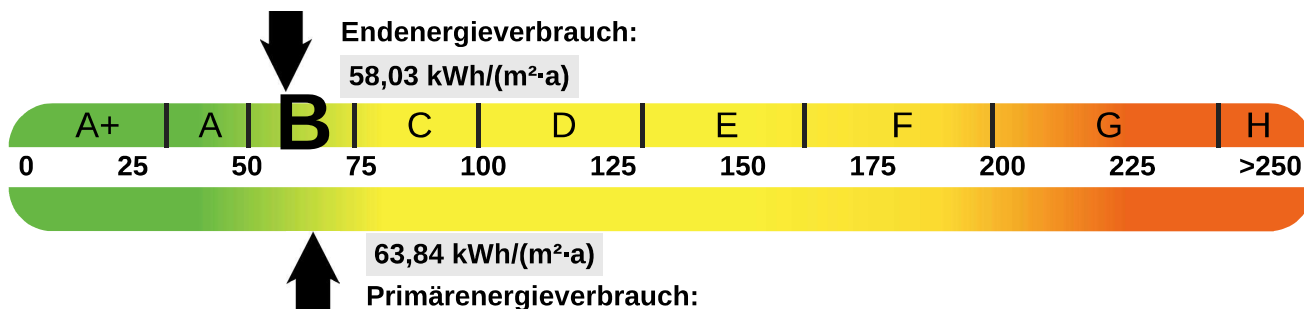 Endenergieverbrauch:
58,03 kWh/(m²·a)
A+ A B C D E F G H
0 25 50 75 100 125 150 175 200 225 >250
63,84 kWh/(m²·a)
Primärenergieverbrauch: